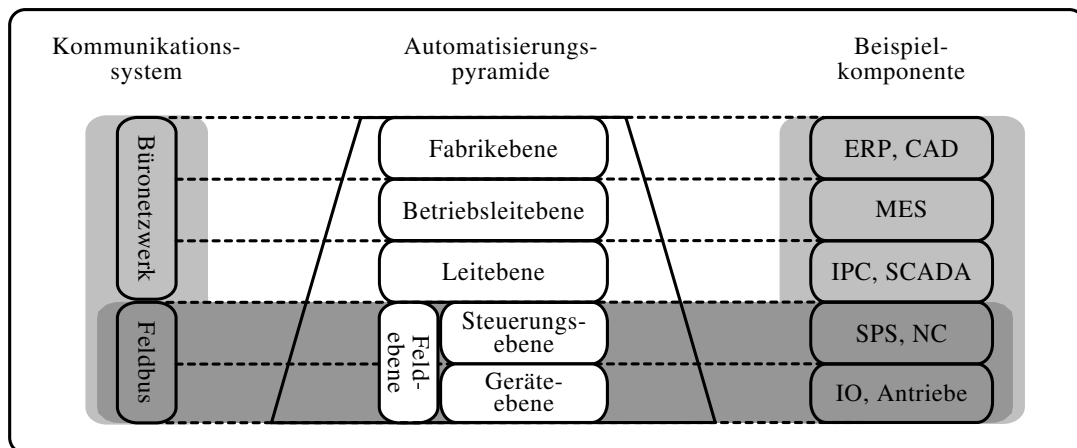 Kommunikations-
system
Automatisierungs-
pyramide
Beispiel-
komponente
Büronetzwerk
Fabrikebene
ERP, CAD
Betriebsleitebene
MES
Leitebene
IPC, SCADA
Feldbus
Feld-
ebene
Steuerungs-
ebene
SPS, NC
Geräte-
ebene
IO, Antriebe